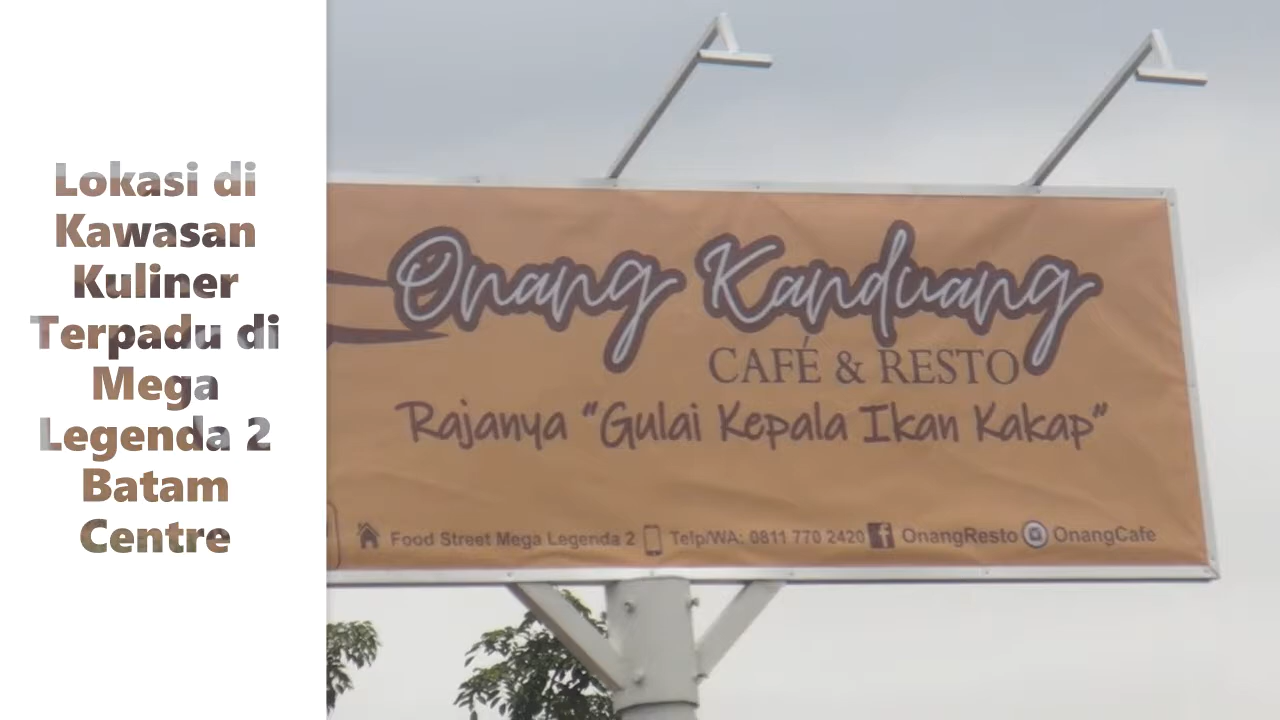 Lokasi di
Kawasan
Kuliner
Terpadu di
Mega
Legenda 2
Batam
Centre
Onang Kanduang
CAFÉ & RESTO
Rajanya "Gulai Kepala Ikan Kakap"
Food Street Mega Legenda 2 Telp/WA: 0811 770 2420 OnangResto OnangCafe